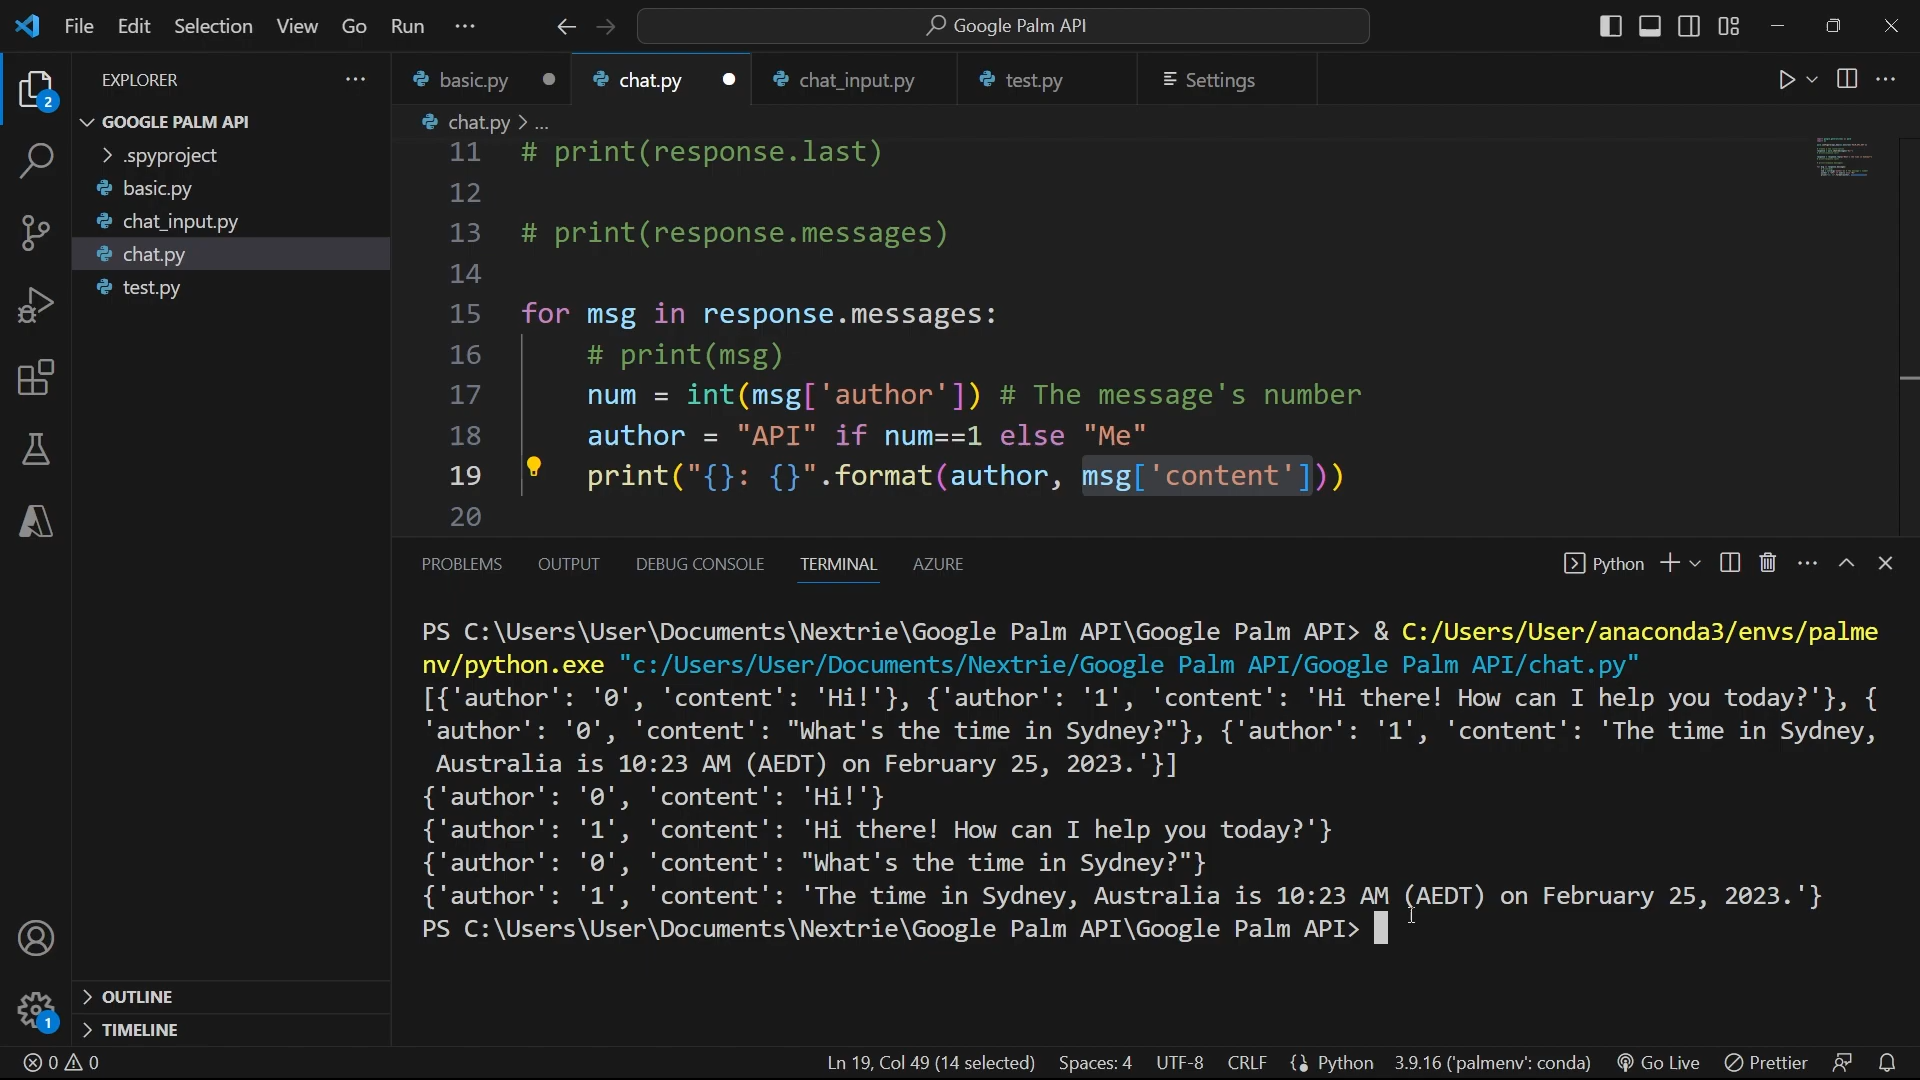 File Edit Selection View Go Run ··· Google Palm API
EXPLORER ···
GOOGLE PALM API
.spyproject
basic.py
chat_input.py
chat.py
test.py
OUTLINE
TIMELINE
2
1
basic.py chat.py chat_input.py test.py Settings
chat.py > ...
11 # print(response.last)
12
13 # print(response.messages)
14
15 for msg in response.messages:
16 # print(msg)
17 num = int(msg['author']) # The message's number
18 author = "API" if num==1 else "Me"
19 print("{}: {}".format(author, msg['content']))
20
PROBLEMS OUTPUT DEBUG CONSOLE TERMINAL AZURE Python
PS C:\Users\User\Documents\Nextrie\Google Palm API\Google Palm API> & C:/Users/User/anaconda3/envs/palme
nv/python.exe "c:/Users/User/Documents/Nextrie/Google Palm API/Google Palm API/chat.py"
[{'author': '0', 'content': 'Hi!'}, {'author': '1', 'content': 'Hi there! How can I help you today?'}, {
'author': '0', 'content': "What's the time in Sydney?"}, {'author': '1', 'content': 'The time in Sydney,
Australia is 10:23 AM (AEDT) on February 25, 2023.'}]
{'author': '0', 'content': 'Hi!'}
{'author': '1', 'content': 'Hi there! How can I help you today?'}
{'author': '0', 'content': "What's the time in Sydney?"}
{'author': '1', 'content': 'The time in Sydney, Australia is 10:23 AM (AEDT) on February 25, 2023.'}
PS C:\Users\User\Documents\Nextrie\Google Palm API\Google Palm API>
0 0 Ln 19, Col 49 (14 selected) Spaces: 4 UTF-8 CRLF Python 3.9.16 ('palmenv': conda) Go Live Prettier